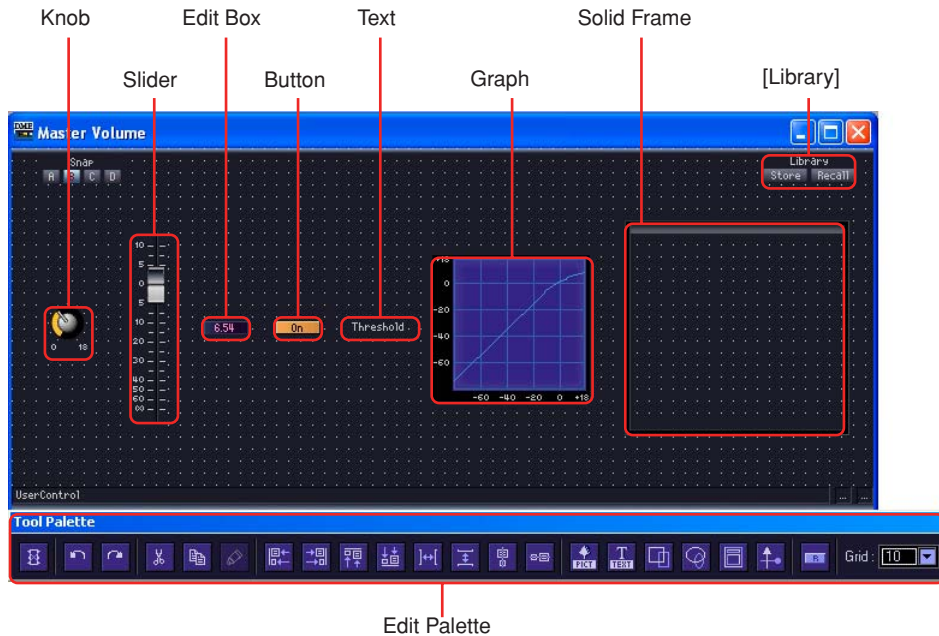 Knob Edit Box Text Solid Frame
Slider Button Graph [Library]
DME
Master Volume
Snap
A B C D
Library
Store Recall
10
5
0
5
10
20
30
40
50
60
∞
0 18
6.54
On
Threshold.
+18
0
-20
-40
-60
-60 -40 -20 0 +18
UserControl
... ...
Tool Palette
PICT
T
TEXT
R
Grid : 10
Edit Palette